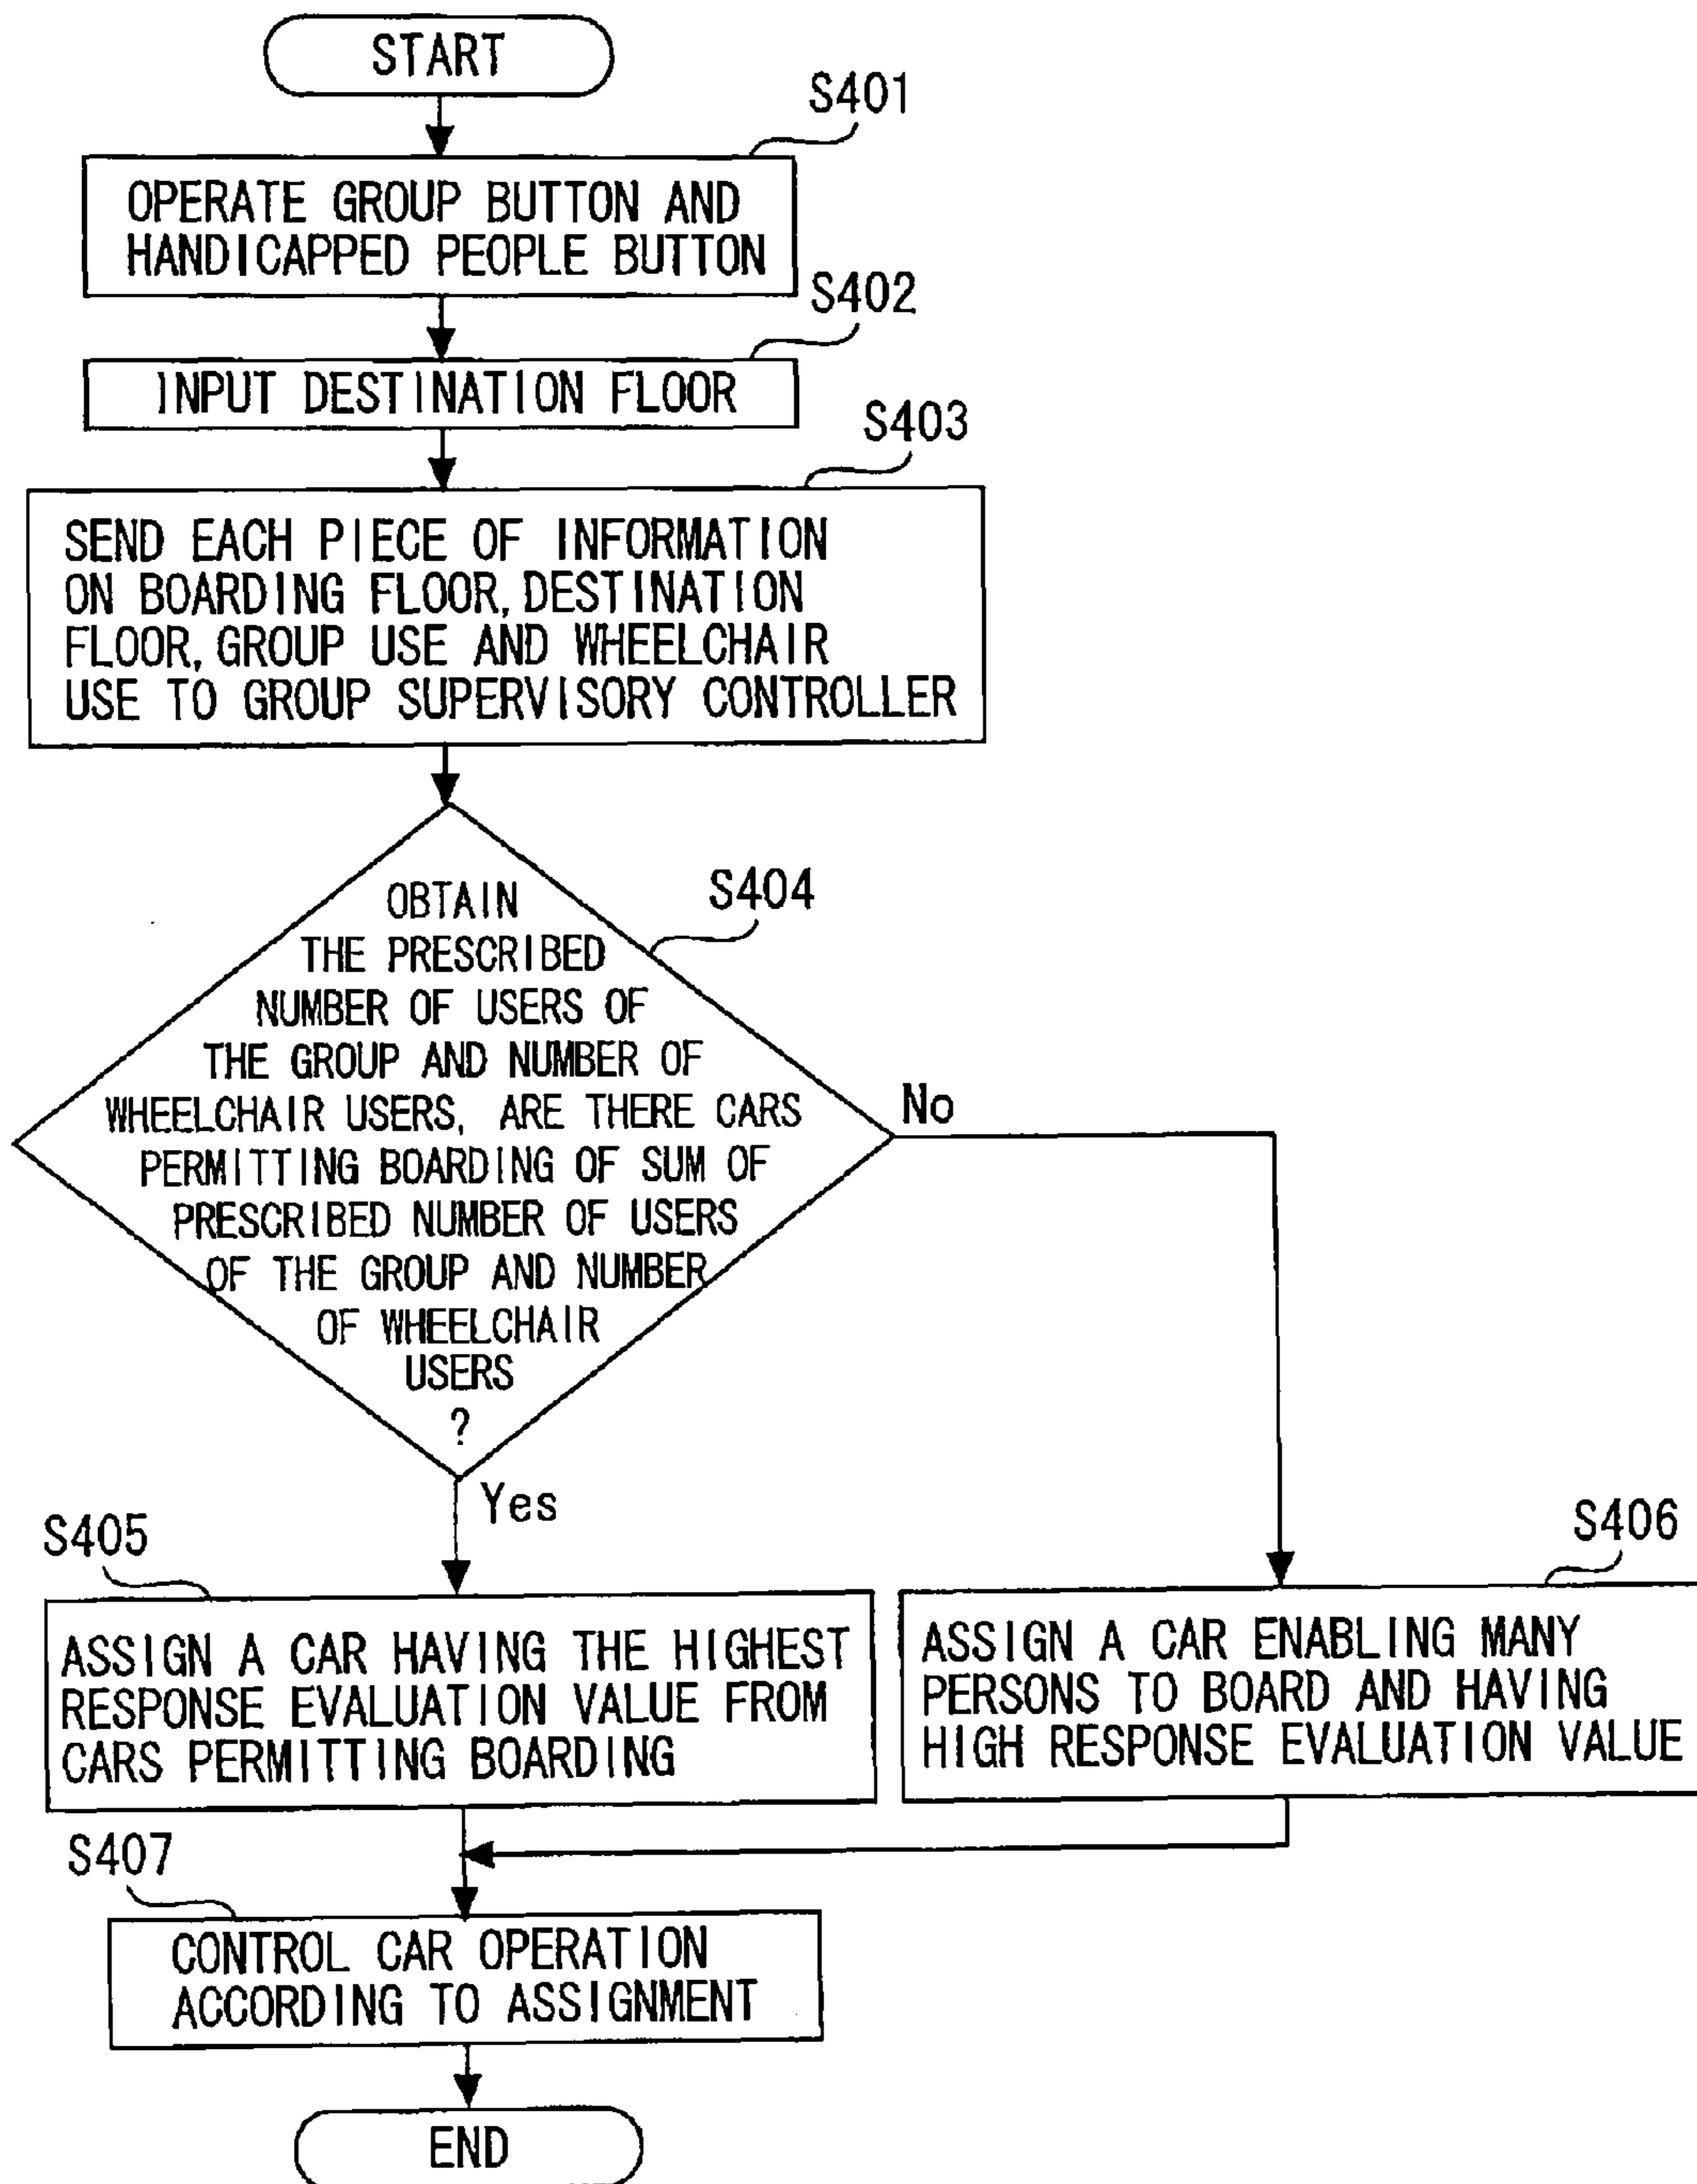 START
S401
OPERATE GROUP BUTTON AND
HANDICAPPED PEOPLE BUTTON
S402
INPUT DESTINATION FLOOR
S403
SEND EACH PIECE OF INFORMATION
ON BOARDING FLOOR, DESTINATION
FLOOR, GROUP USE AND WHEELCHAIR
USE TO GROUP SUPERVISORY CONTROLLER
S404
OBTAIN
THE PRESCRIBED
NUMBER OF USERS OF
THE GROUP AND NUMBER OF
WHEELCHAIR USERS, ARE THERE CARS
PERMITTING BOARDING OF SUM OF
PRESCRIBED NUMBER OF USERS
OF THE GROUP AND NUMBER
OF WHEELCHAIR
USERS
?
No
Yes
S405
ASSIGN A CAR HAVING THE HIGHEST
RESPONSE EVALUATION VALUE FROM
CARS PERMITTING BOARDING
S406
ASSIGN A CAR ENABLING MANY
PERSONS TO BOARD AND HAVING
HIGH RESPONSE EVALUATION VALUE
S407
CONTROL CAR OPERATION
ACCORDING TO ASSIGNMENT
END